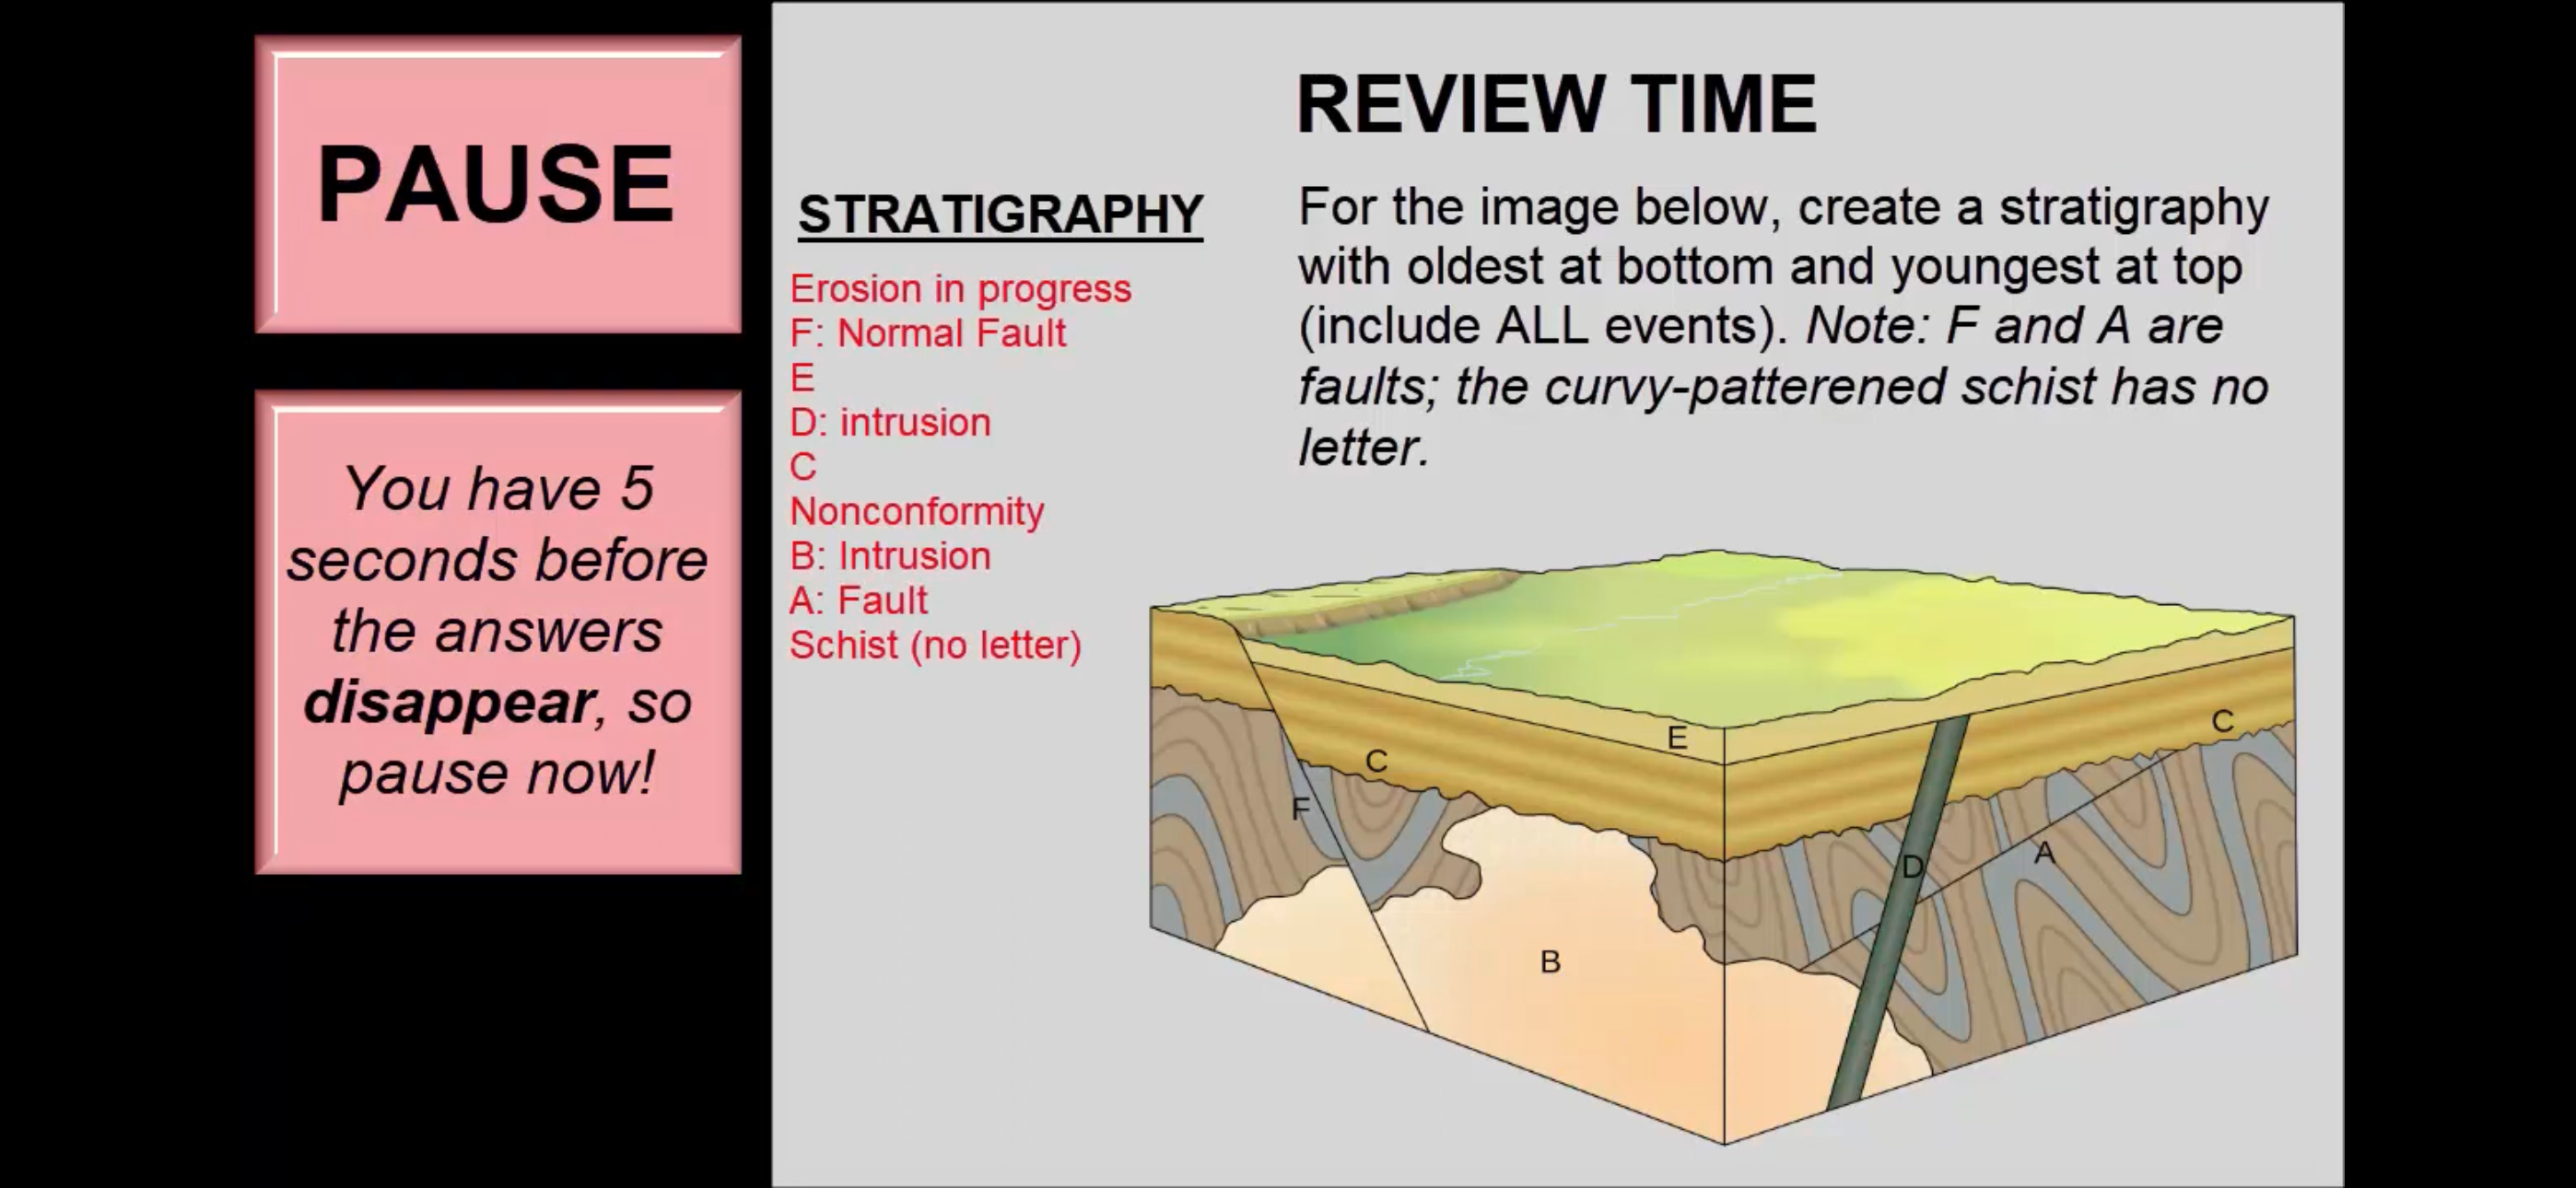 PAUSE
You have 5
seconds before
the answers
disappear, so
pause now!
REVIEW TIME
For the image below, create a stratigraphy
with oldest at bottom and youngest at top
(include ALL events). Note: F and A are
faults; the curvy-patterened schist has no
letter.
STRATIGRAPHY
Erosion in progress
F: Normal Fault
E
D: intrusion
C
Nonconformity
B: Intrusion
A: Fault
Schist (no letter)
E
C
C
F
D
A
B